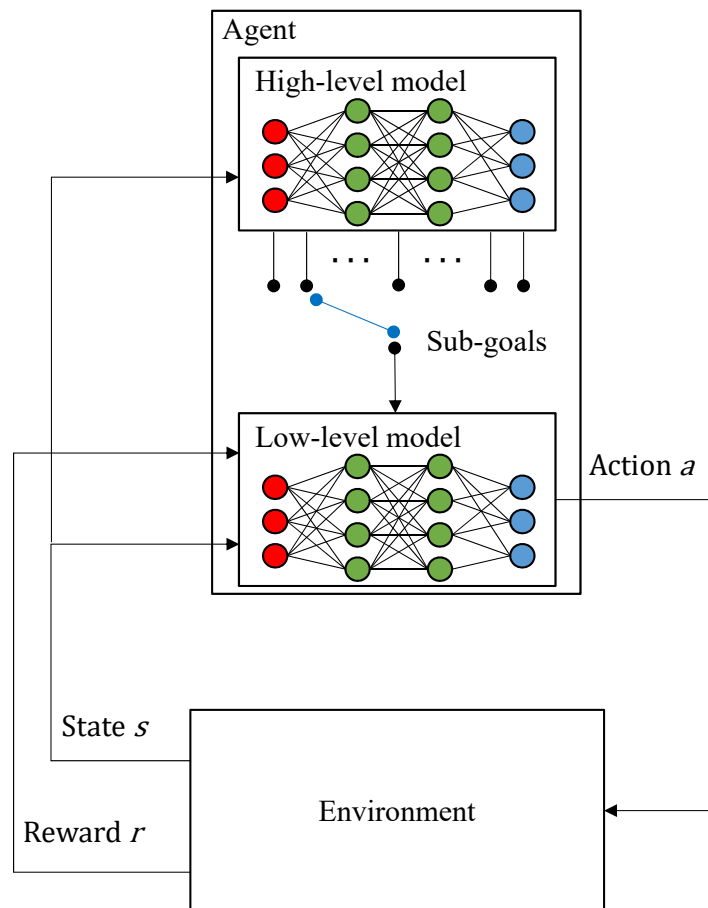 Agent
High-level model
. . .
. . .
Sub-goals
Low-level model
Action a
State s
Environment
Reward r